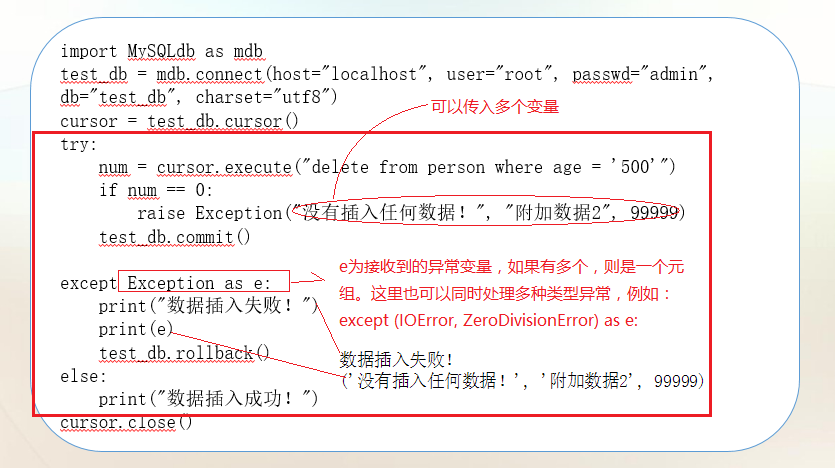 import MySQLdb as mdb
test_db = mdb.connect(host="localhost", user="root", passwd="admin",
db="test_db", charset="utf8")
可以传入多个变量
cursor = test_db.cursor()
try:
num = cursor.execute("delete from person where age = '500'")
if num == 0:
raise Exception("没有插入任何数据！", "附加数据2", 99999)
test_db.commit()
except Exception as e:
print("数据插入失败！")
print(e)
test_db.rollback()
else:
print("数据插入成功！")
cursor.close()
e为接收到的异常变量，如果有多个，则是一个元
组。这里也可以同时处理多种类型异常，例如：
except (IOError, ZeroDivisionError) as e:
数据插入失败！
('没有插入任何数据！', '附加数据2', 99999)